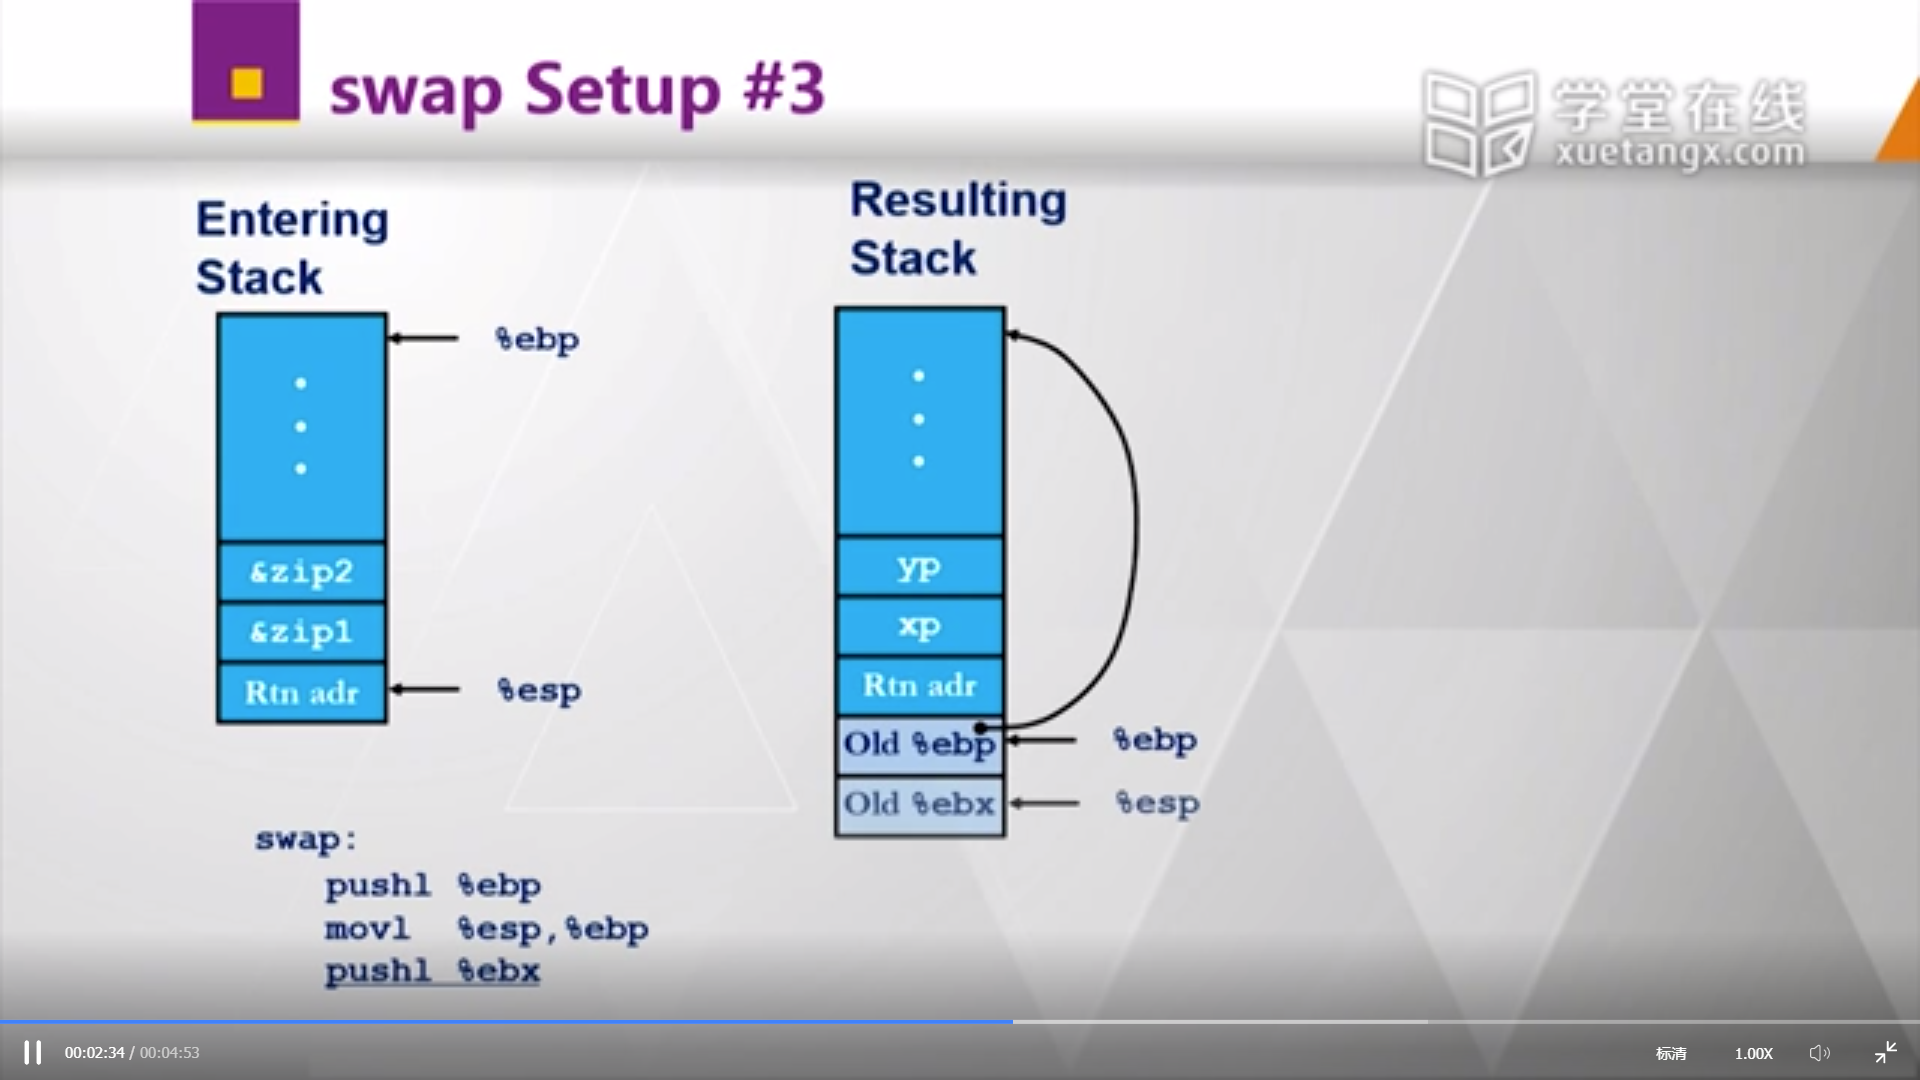 swap Setup #3
学堂在线
xuetangx.com
Entering
Stack
%ebp
&zip2
&zip1
Rtn adr
%esp
Resulting
Stack
yp
xp
Rtn adr
Old %ebp
%ebp
Old %ebx
%esp
swap:
pushl %ebp
movl %esp,%ebp
pushl %ebx
00:02:34 / 00:04:53
标清
1.00X